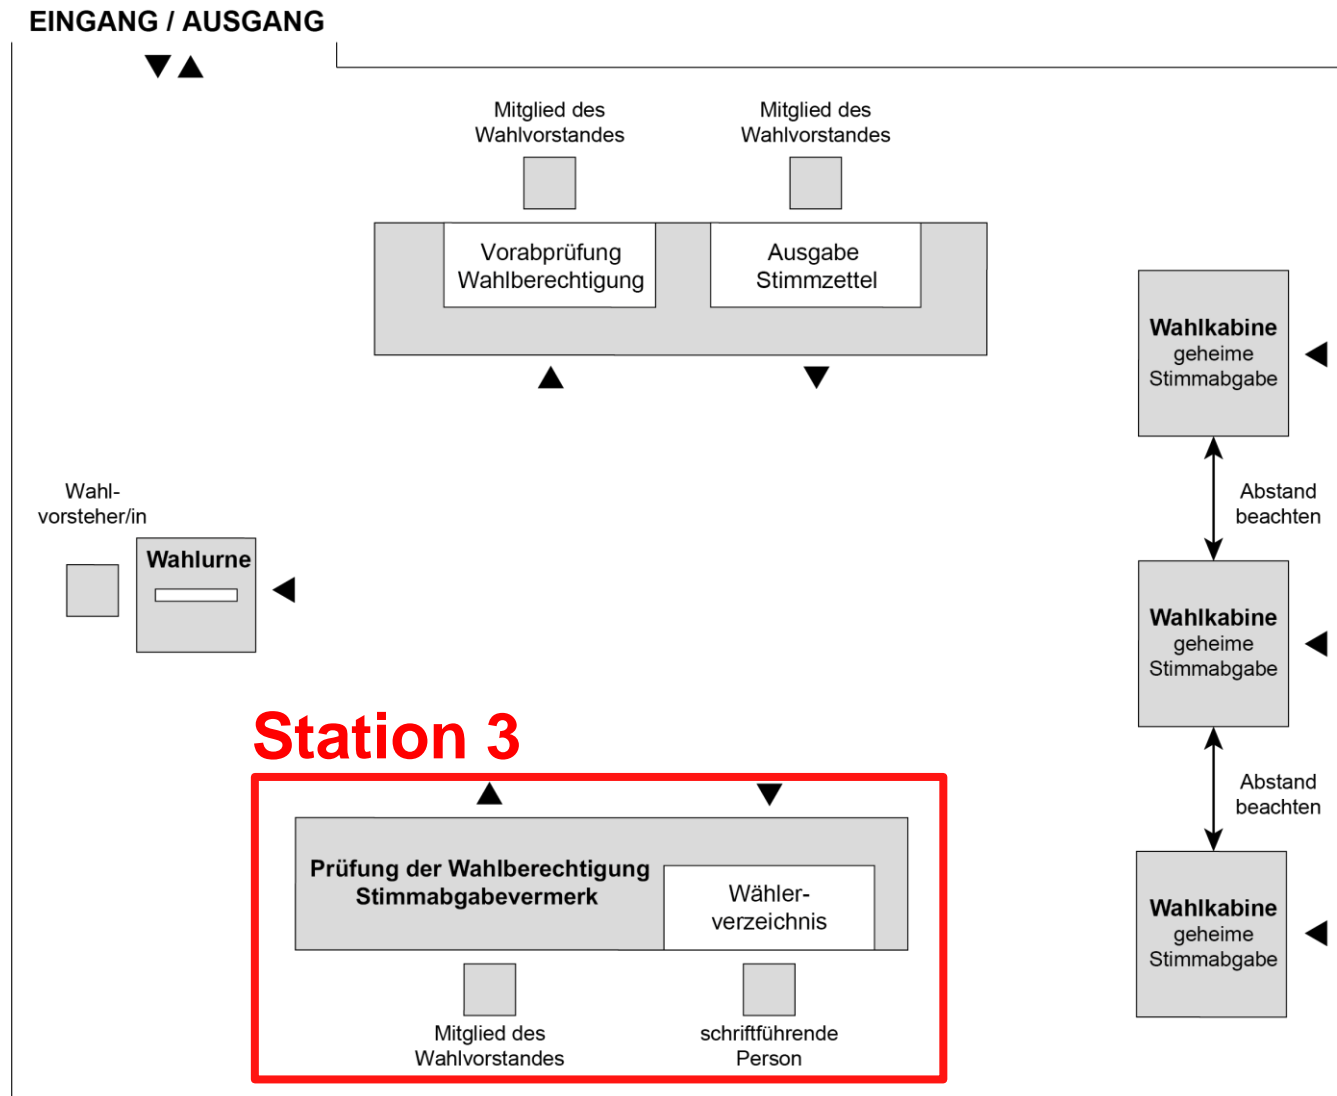 EINGANG / AUSGANG
Mitglied des
Wahlvorstandes
Mitglied des
Wahlvorstandes
Vorabprüfung
Wahlberechtigung
Ausgabe
Stimmzettel
Wahlkabine
geheime
Stimmabgabe
Abstand
beachten
Wahl-
vorsteher/in
Wahlurne
Wahlkabine
geheime
Stimmabgabe
Station 3
Abstand
beachten
Prüfung der Wahlberechtigung
Stimmabgabevermerk
Wähler-
verzeichnis
Wahlkabine
geheime
Stimmabgabe
Mitglied des
Wahlvorstandes
schriftführende
Person